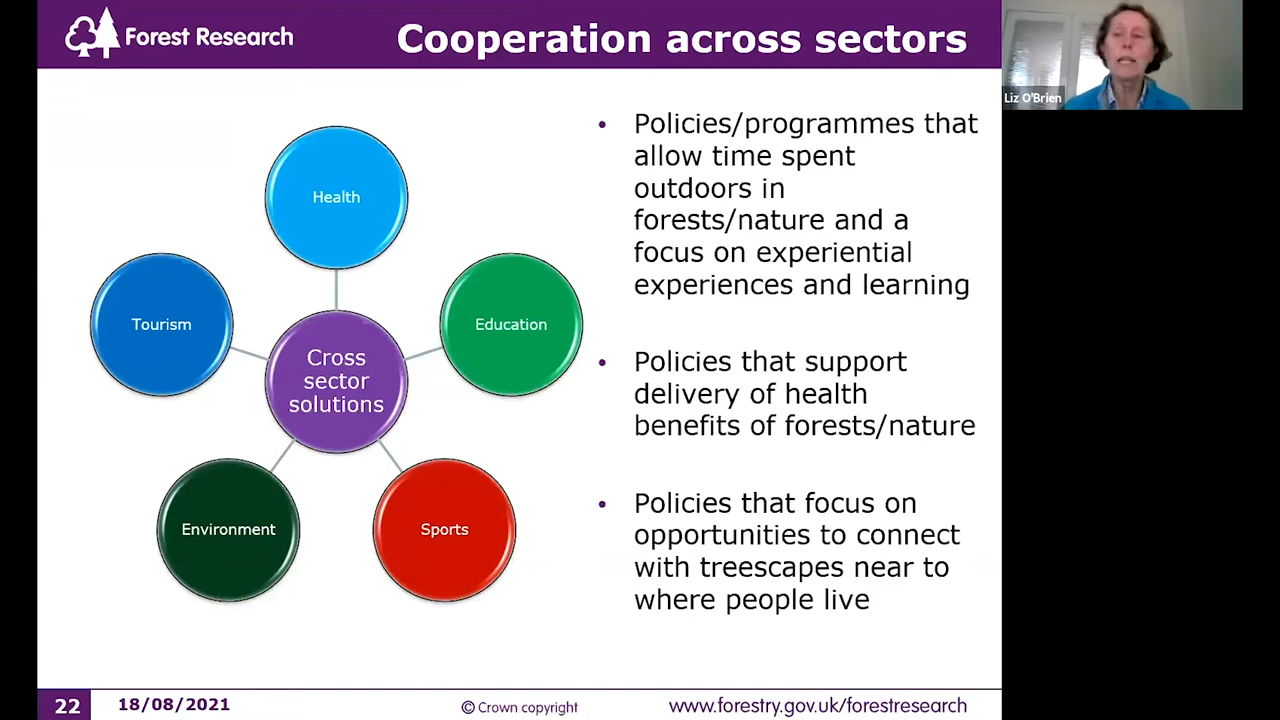 Forest Research
Cooperation across sectors
Liz O'Brien
Health
Tourism
Education
Cross
sector
solutions
Environment
Sports
• Policies/programmes that
allow time spent
outdoors in
forests/nature and a
focus on experiential
experiences and learning
• Policies that support
delivery of health
benefits of forests/nature
• Policies that focus on
opportunities to connect
with treescapes near to
where people live
22
18/08/2021
© Crown copyright
www.forestry.gov.uk/forestresearch